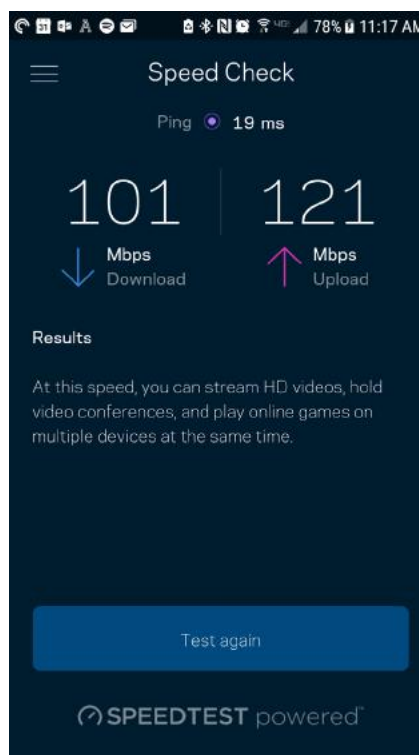 78% 11:17 AM
Speed Check
Ping 19 ms
101 121
Mbps Mbps
Download Upload
Results
At this speed, you can stream HD videos, hold
video conferences, and play online games on
multiple devices at the same time.
Test again
SPEEDTEST powered™